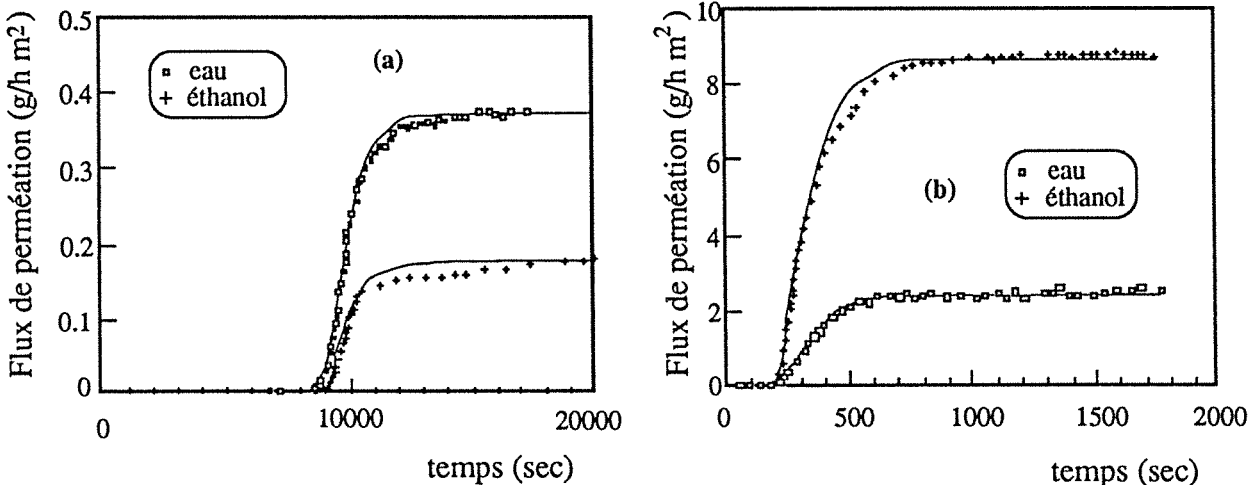 Flux de perméation (g/h m²)
0.5
0.4
0.3
0.2
0.1
0
(a)
eau
éthanol
0
10000
20000
temps (sec)
Flux de perméation (g/h m²)
10
8
6
4
2
0
(b)
eau
éthanol
0
500
1000
1500
2000
temps (sec)